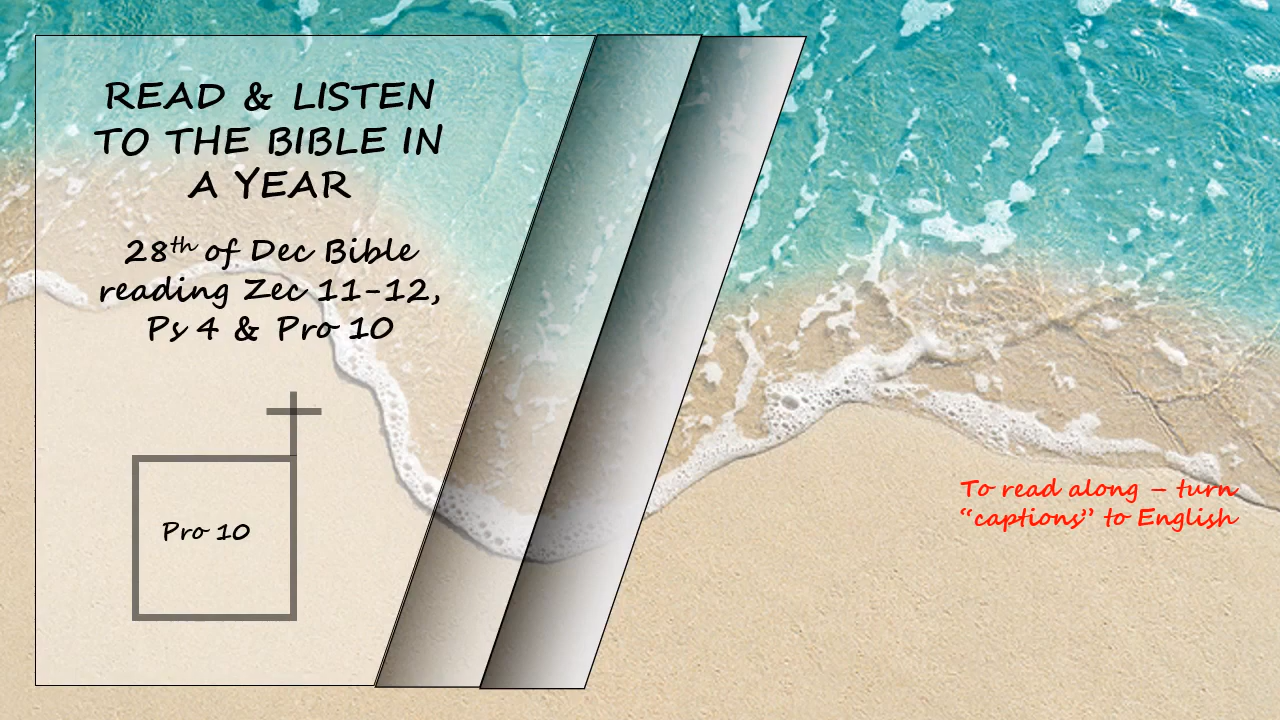 READ & LISTEN
TO THE BIBLE IN
A YEAR
28th of Dec Bible
reading Zec 11-12,
Ps 4 & Pro 10
Pro 10
To read along – turn
“captions” to English